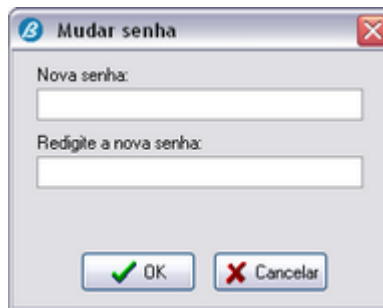 Mudar senha
Nova senha:
Redigite a nova senha:
OK
Cancelar